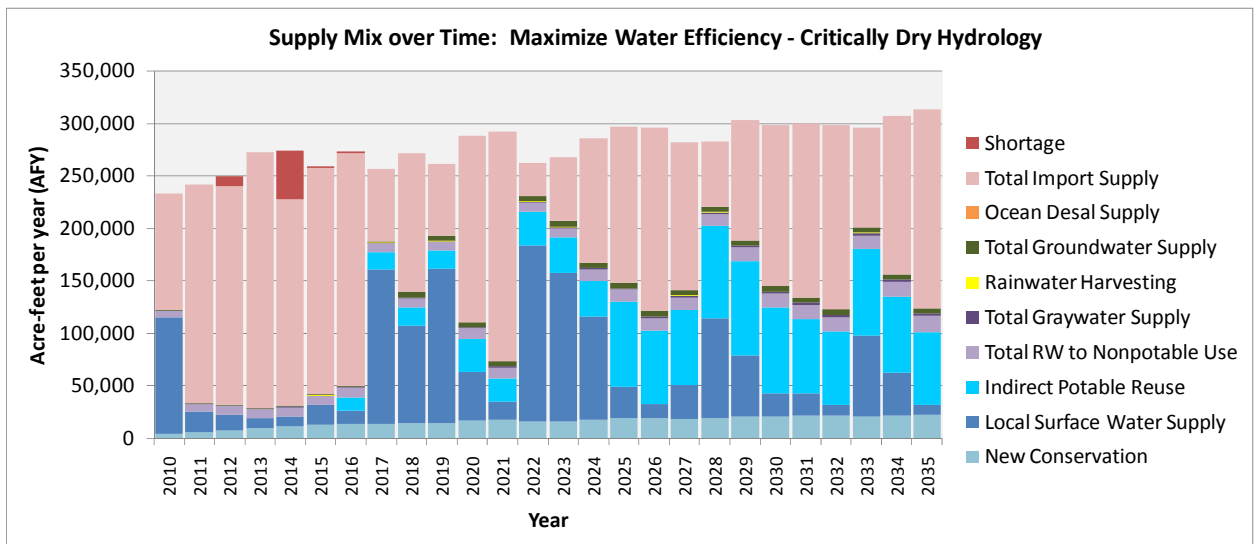 Supply Mix over Time:  Maximize Water Efficiency - Critically Dry Hydrology
Acre-feet per year (AFY)
350,000
300,000
250,000
200,000
150,000
100,000
50,000
0
2010 2011 2012 2013 2014 2015 2016 2017 2018 2019 2020 2021 2022 2023 2024 2025 2026 2027 2028 2029 2030 2031 2032 2033 2034 2035
Year
Shortage
Total Import Supply
Ocean Desal Supply
Total Groundwater Supply
Rainwater Harvesting
Total Graywater Supply
Total RW to Nonpotable Use
Indirect Potable Reuse
Local Surface Water Supply
New Conservation